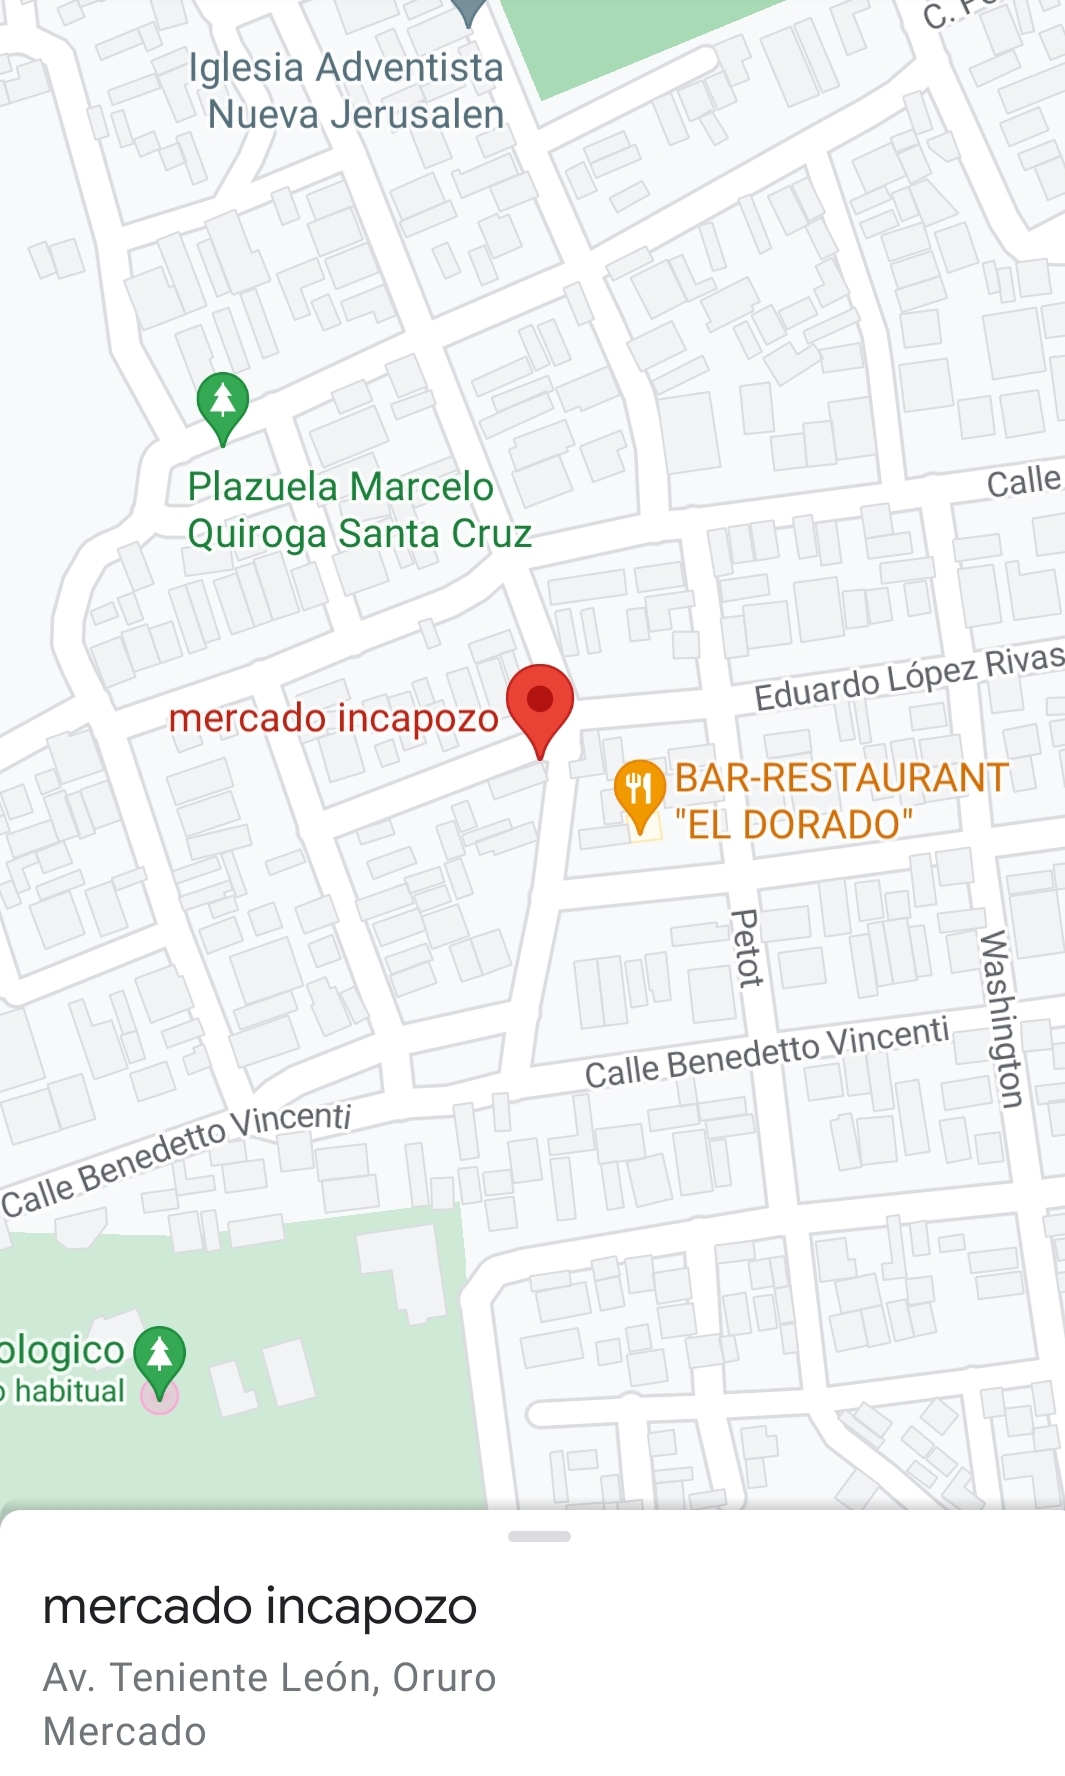 C.
Iglesia Adventista
Nueva Jerusalen
Calle
Plazuela Marcelo
Quiroga Santa Cruz
Eduardo López Rivas
mercado incapozo
BAR-RESTAURANT
"EL DORADO"
Petot
Washington
Calle Benedetto Vincenti
Calle Benedetto Vincenti
ologico
o habitual
mercado incapozo
Av. Teniente León, Oruro
Mercado